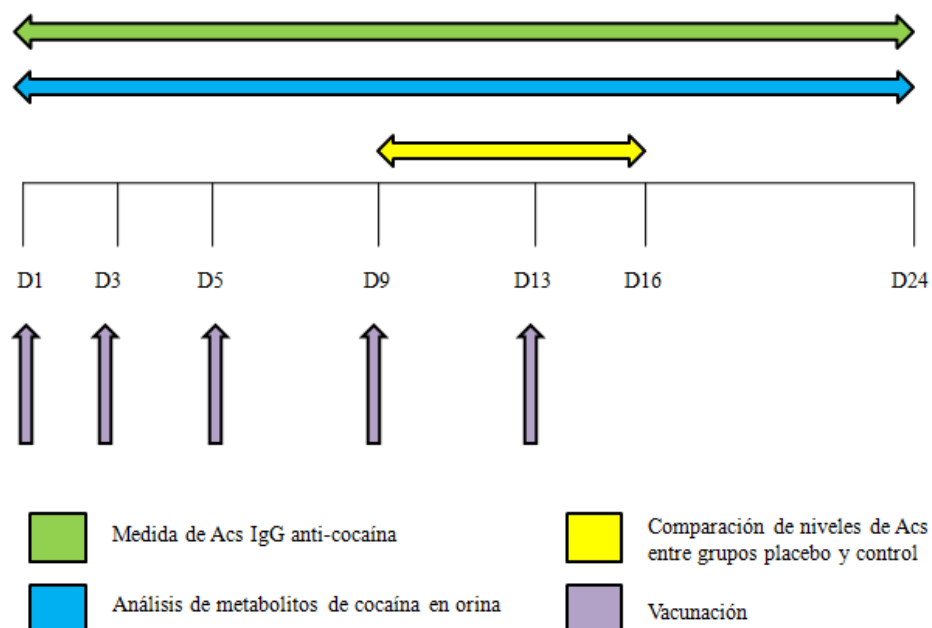 D1 D3 D5 D9 D13 D16 D24
Medida de Acs IgG anti-cocaína
Comparación de niveles de Acs
entre grupos placebo y control
Análisis de metabolitos de cocaína en orina
Vacunación